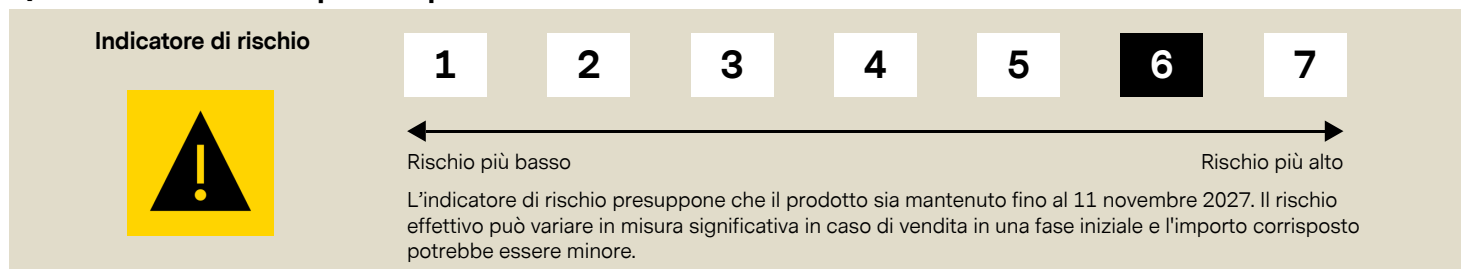 Indicatore di rischio
1 2 3 4 5 6 7
Rischio più basso Rischio più alto
L'indicatore di rischio presuppone che il prodotto sia mantenuto fino al 11 novembre 2027. Il rischio
effettivo può variare in misura significativa in caso di vendita in una fase iniziale e l'importo corrisposto
potrebbe essere minore.